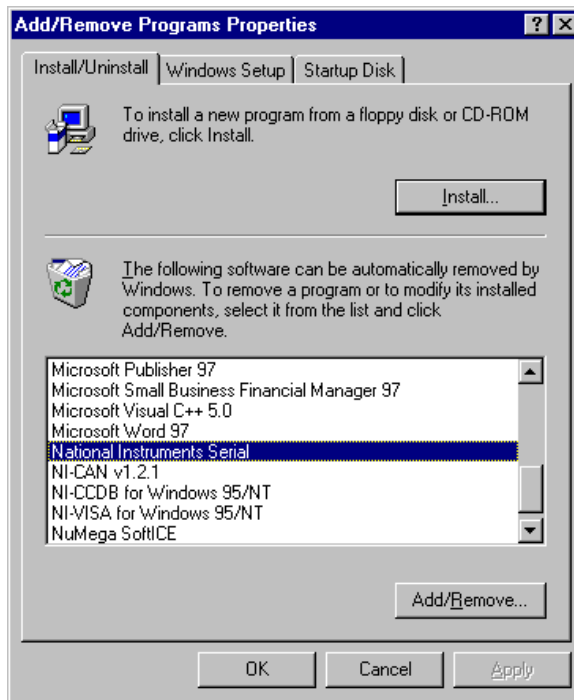 Add/Remove Programs Properties
Install/Uninstall Windows Setup Startup Disk
To install a new program from a floppy disk or CD-ROM
drive, click Install.
Install...
The following software can be automatically removed by
Windows. To remove a program or to modify its installed
components, select it from the list and click
Add/Remove.
Microsoft Publisher 97
Microsoft Small Business Financial Manager 97
Microsoft Visual C++ 5.0
Microsoft Word 97
National Instruments Serial
NI-CAN v1.2.1
NI-CCDB for Windows 95/NT
NI-VISA for Windows 95/NT
NuMega SoftICE
Add/Remove...
OK Cancel Apply